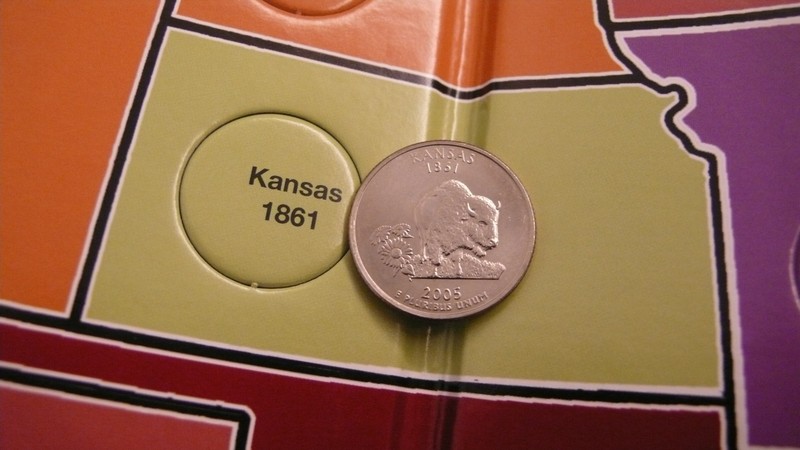 Kansas
1861
KANSAS
1861
2005
E PLURIBUS UNUM